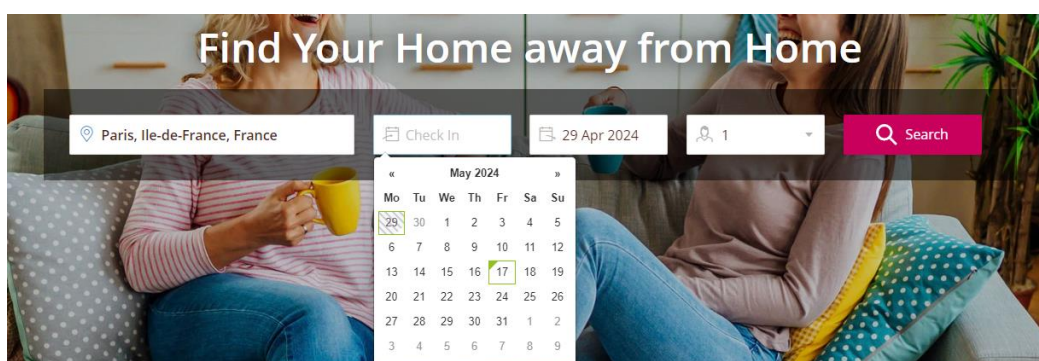 Find Your Home away from Home
Paris, Ile-de-France, France
Check In
29 Apr 2024
1
Search
« May 2024 »
Mo Tu We Th Fr Sa Su
29 30 1 2 3 4 5
6 7 8 9 10 11 12
13 14 15 16 17 18 19
20 21 22 23 24 25 26
27 28 29 30 31 1 2
3 4 5 6 7 8 9